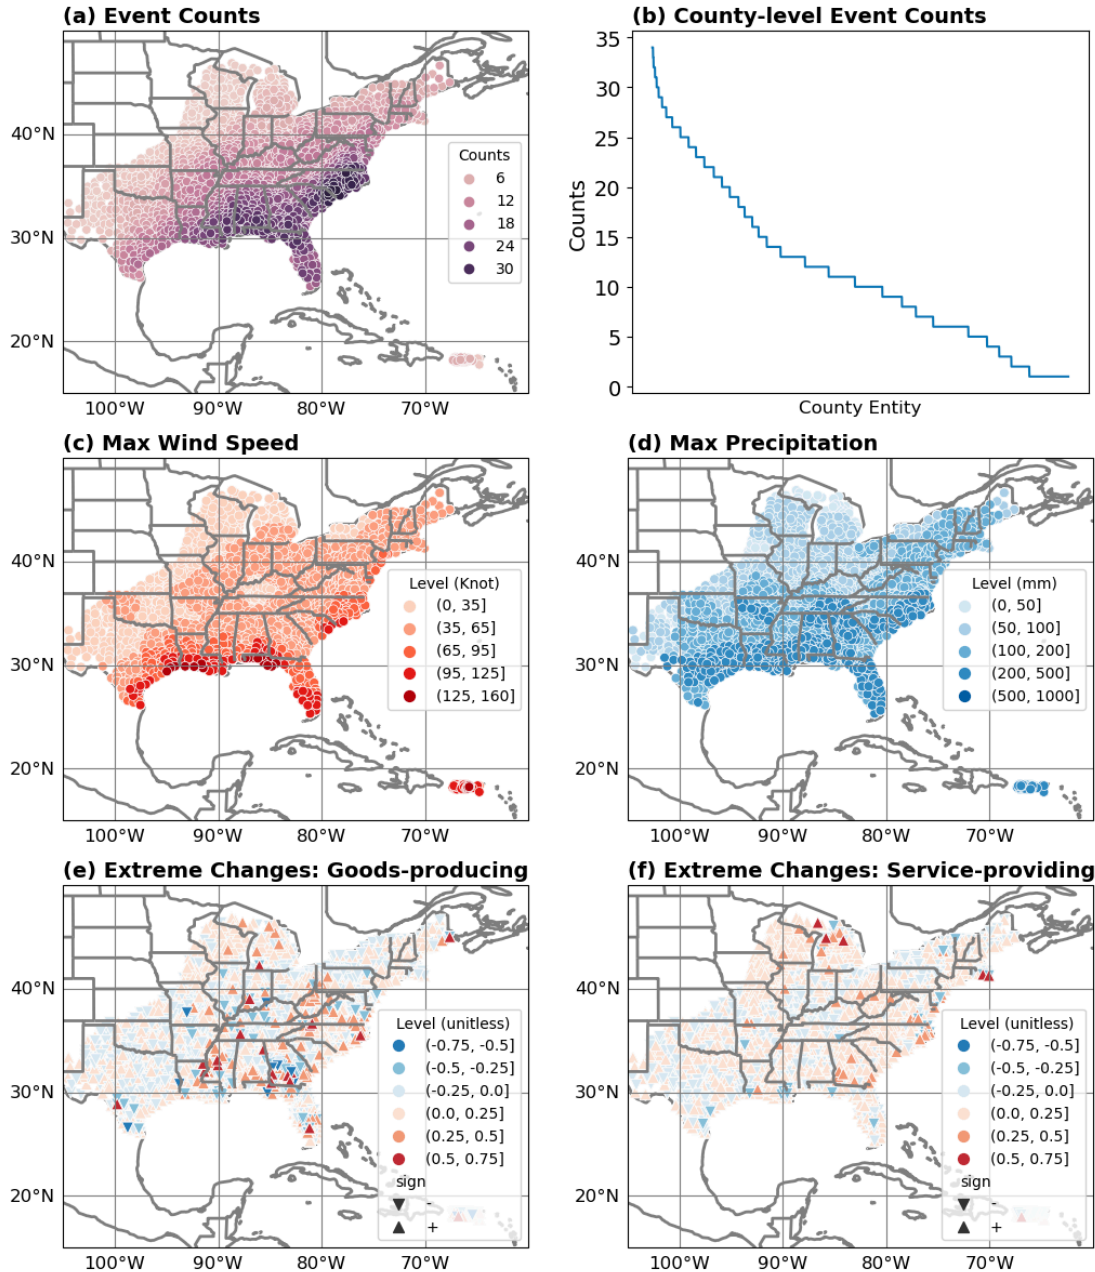 (a) Event Counts
40°N
30°N
20°N
100°W 90°W 80°W 70°W
Counts
6
12
18
24
30
(b) County-level Event Counts
35
30
25
20
15
10
5
0
Counts
County Entity
(c) Max Wind Speed
40°N
30°N
20°N
100°W 90°W 80°W 70°W
Level (Knot)
(0, 35]
(35, 65]
(65, 95]
(95, 125]
(125, 160]
(d) Max Precipitation
40°N
30°N
20°N
100°W 90°W 80°W 70°W
Level (mm)
(0, 50]
(50, 100]
(100, 200]
(200, 500]
(500, 1000]
(e) Extreme Changes: Goods-producing
40°N
30°N
20°N
100°W 90°W 80°W 70°W
Level (unitless)
(-0.75, -0.5]
(-0.5, -0.25]
(-0.25, 0.0]
(0.0, 0.25]
(0.25, 0.5]
(0.5, 0.75]
sign
-
+
(f) Extreme Changes: Service-providing
40°N
30°N
20°N
100°W 90°W 80°W 70°W
Level (unitless)
(-0.75, -0.5]
(-0.5, -0.25]
(-0.25, 0.0]
(0.0, 0.25]
(0.25, 0.5]
(0.5, 0.75]
sign
-
+